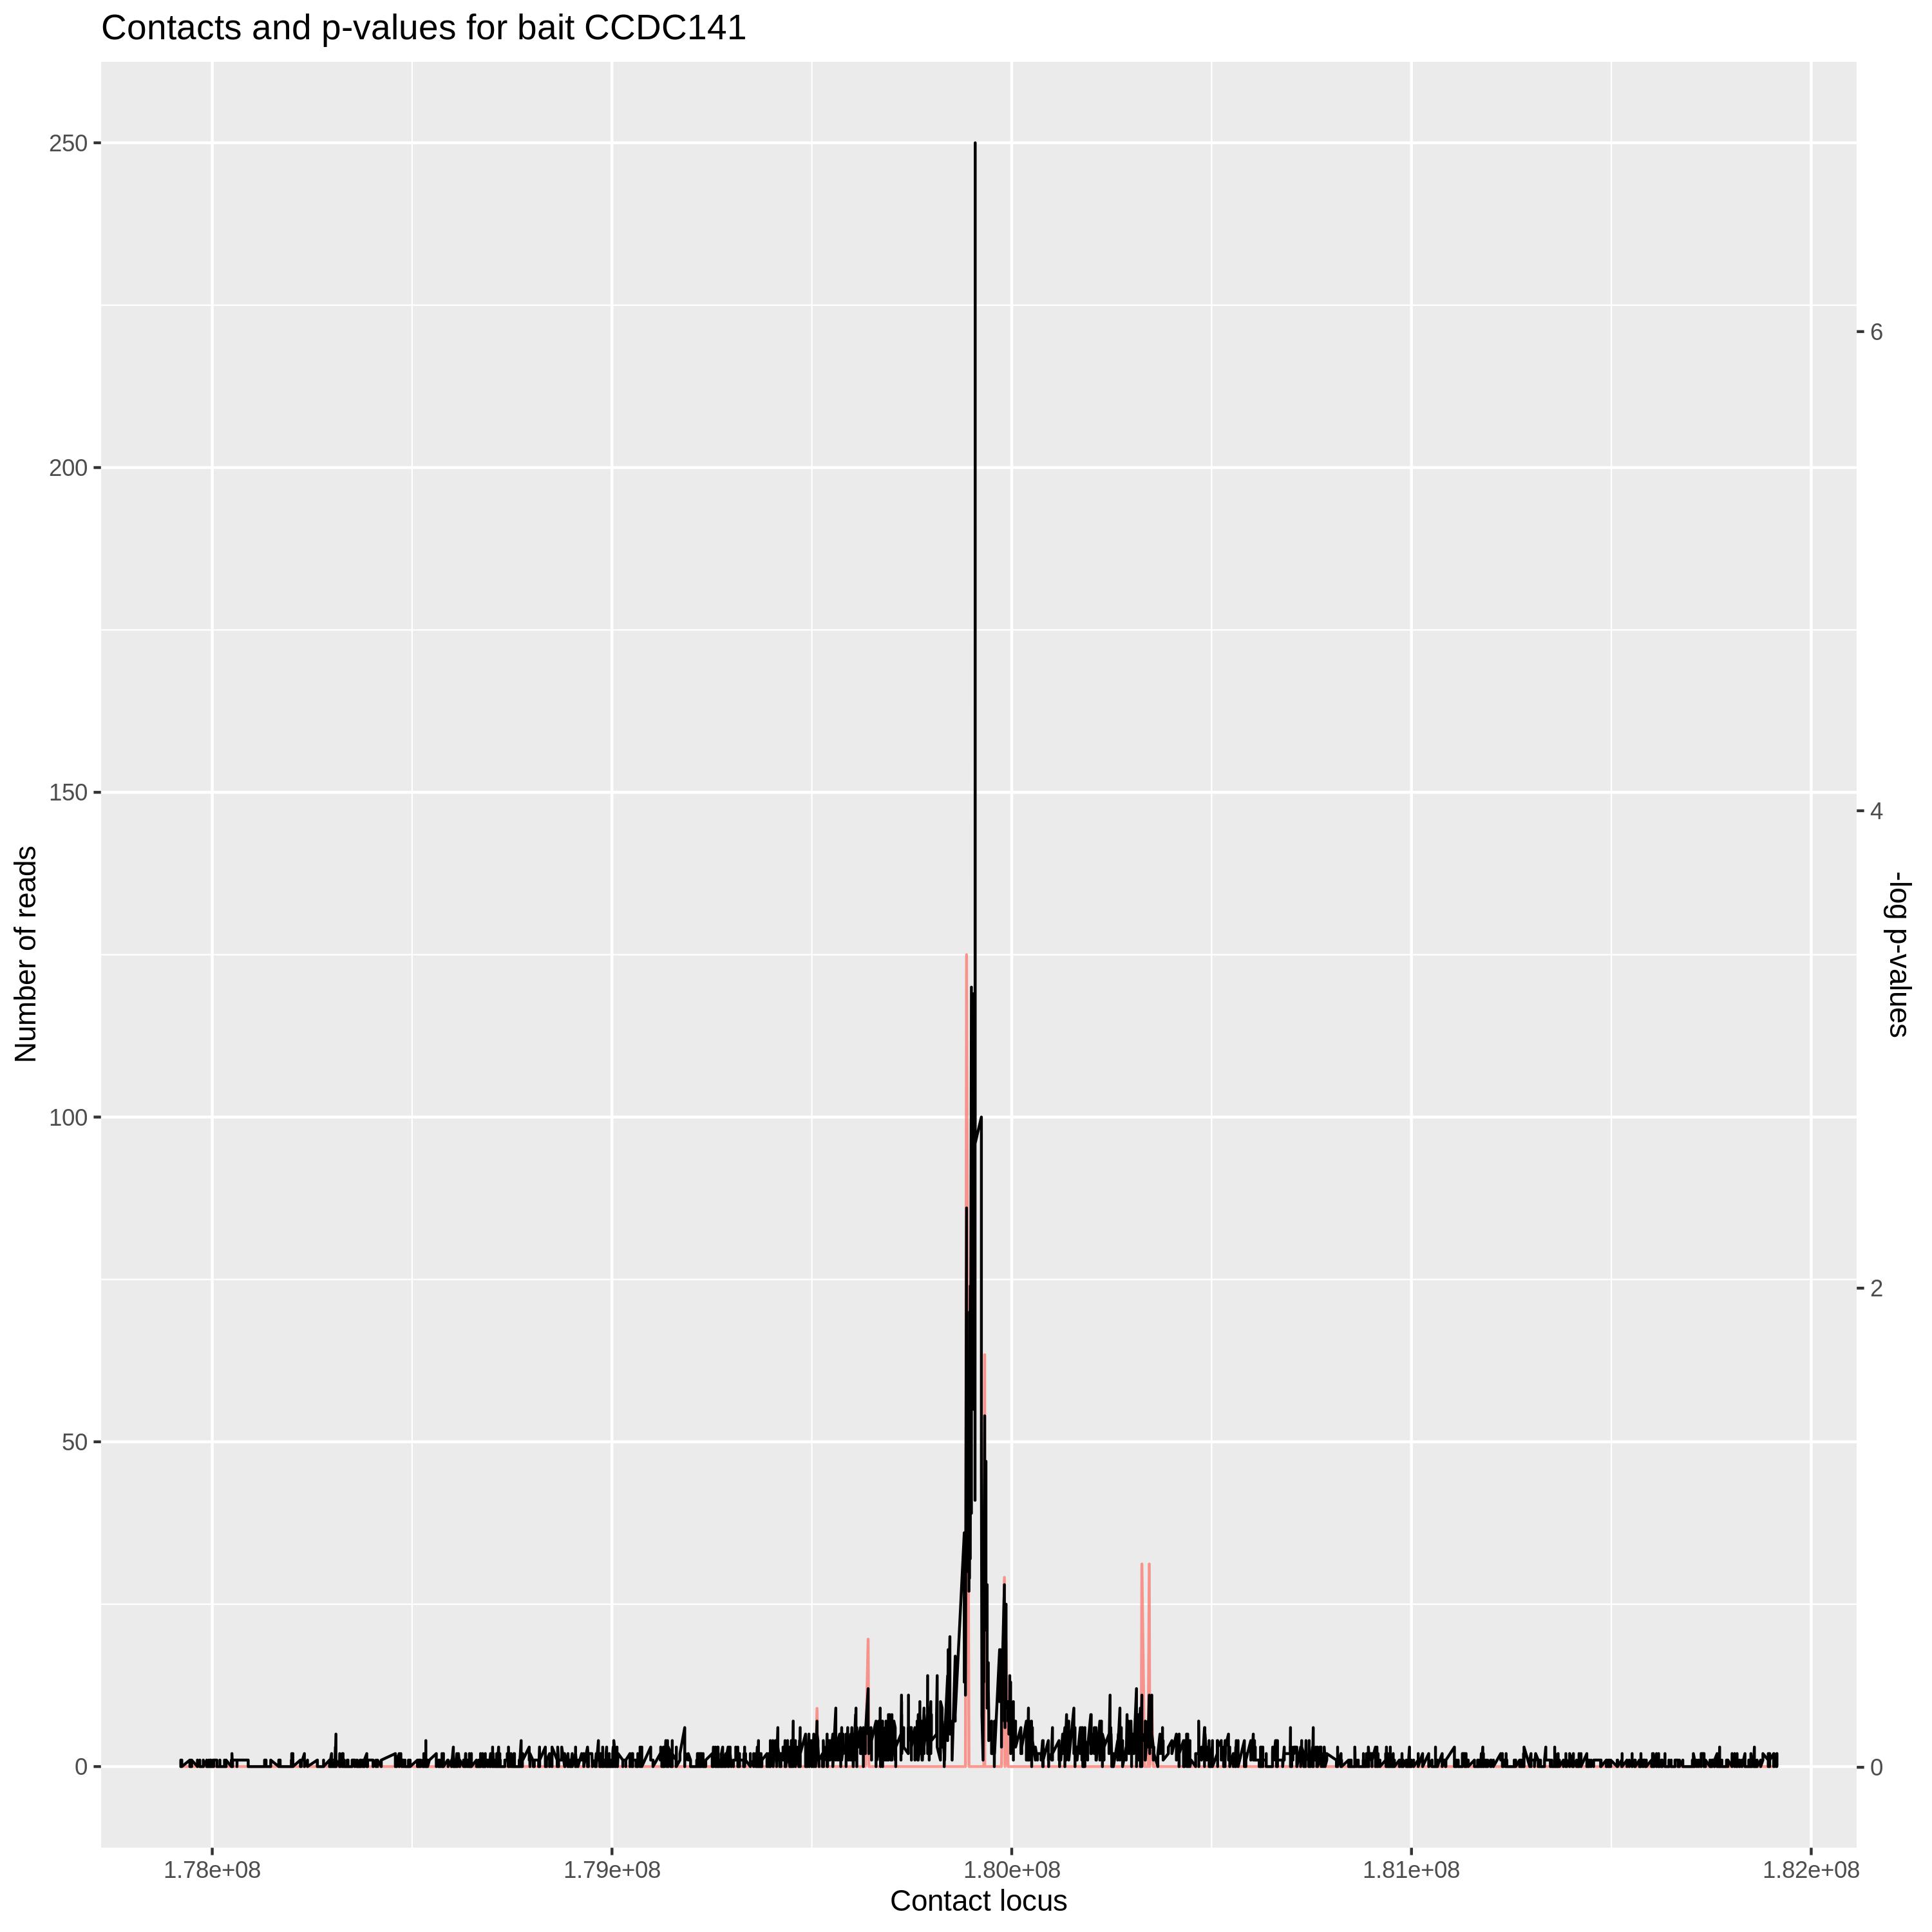 Contacts and p-values for bait CCDC141
250
200
150
100
50
0
Number of reads
6
4
2
0
-log p-values
1.78e+08
1.79e+08
1.80e+08
1.81e+08
1.82e+08
Contact locus